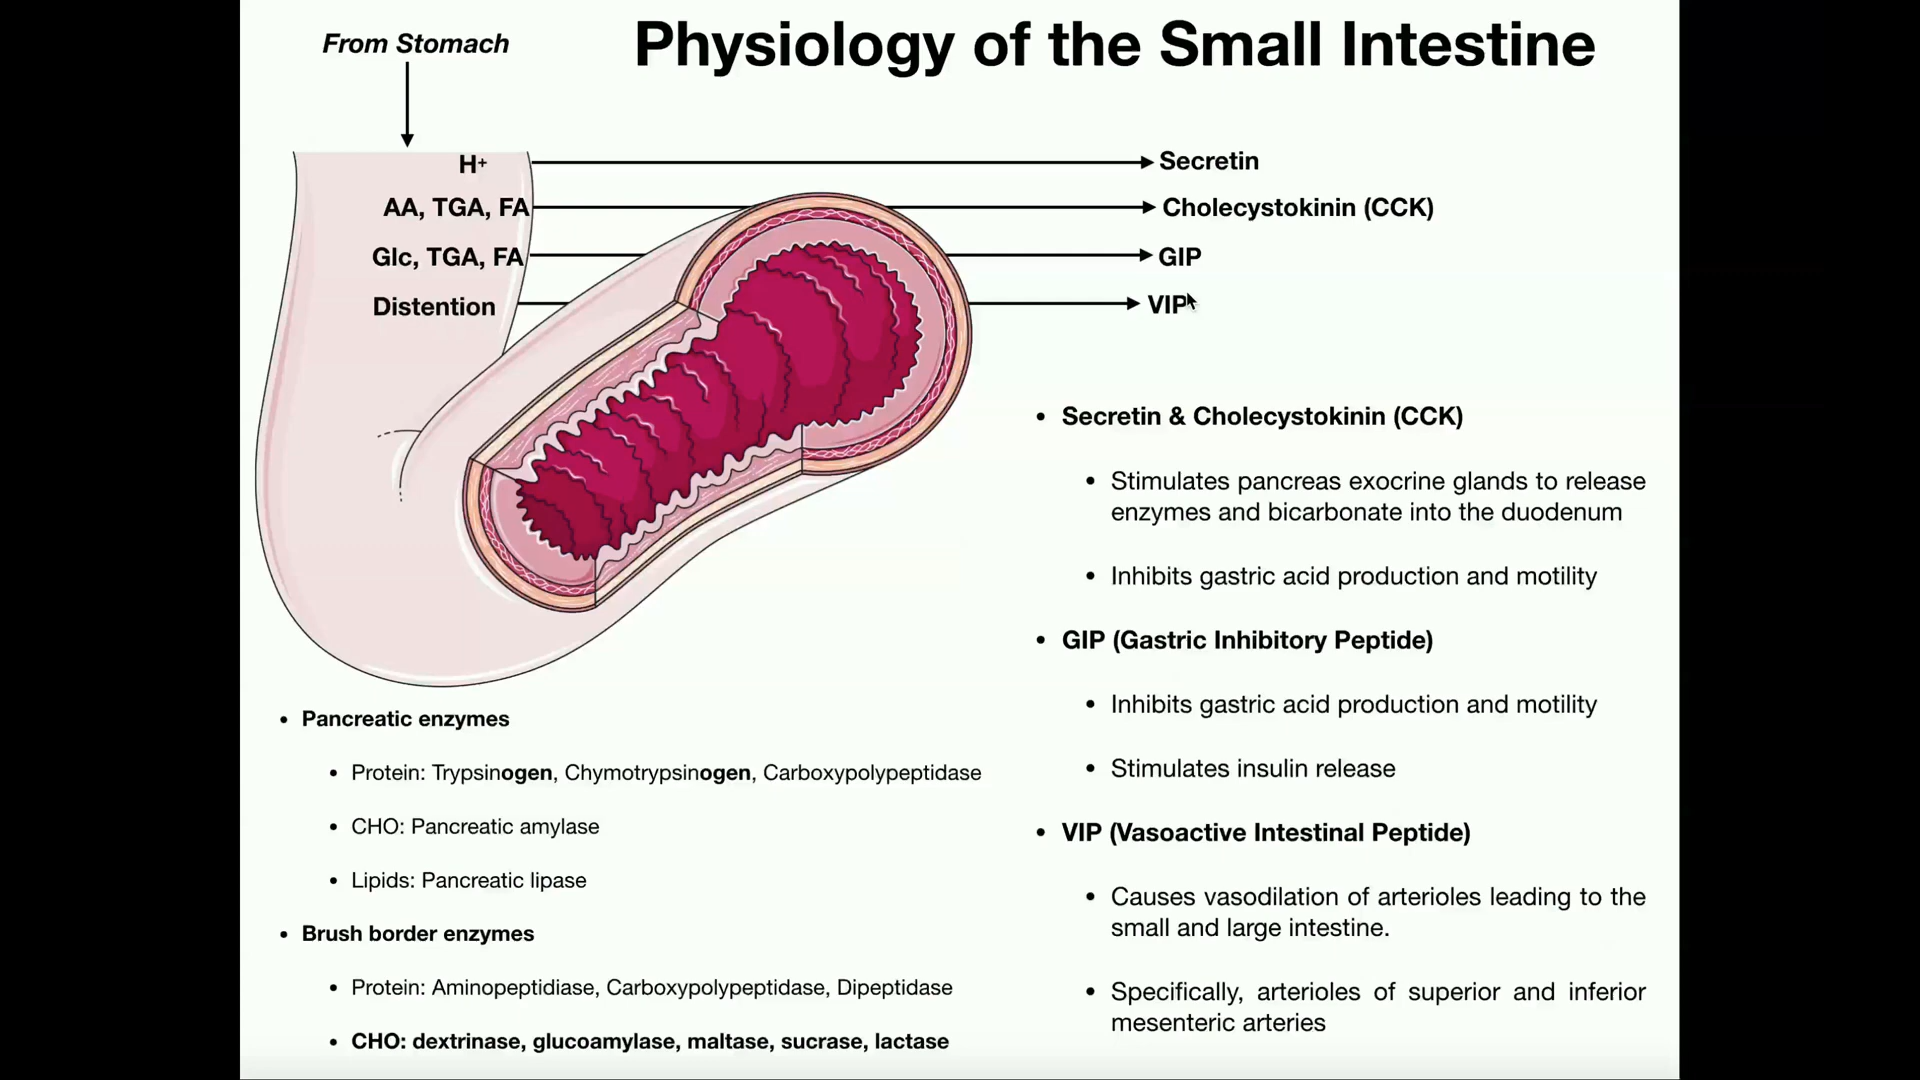 Physiology of the Small Intestine
From Stomach
H+
Secretin
AA, TGA, FA
Cholecystokinin (CCK)
Glc, TGA, FA
GIP
Distention
VIP
• Secretin & Cholecystokinin (CCK)
• Stimulates pancreas exocrine glands to release
enzymes and bicarbonate into the duodenum
• Inhibits gastric acid production and motility
• GIP (Gastric Inhibitory Peptide)
• Inhibits gastric acid production and motility
• Stimulates insulin release
• VIP (Vasoactive Intestinal Peptide)
• Causes vasodilation of arterioles leading to the
small and large intestine.
• Specifically, arterioles of superior and inferior
mesenteric arteries
• Pancreatic enzymes
• Protein: Trypsinogen, Chymotrypsinogen, Carboxypolypeptidase
• CHO: Pancreatic amylase
• Lipids: Pancreatic lipase
• Brush border enzymes
• Protein: Aminopeptidiase, Carboxypolypeptidase, Dipeptidase
• CHO: dextrinase, glucoamylase, maltase, sucrase, lactase